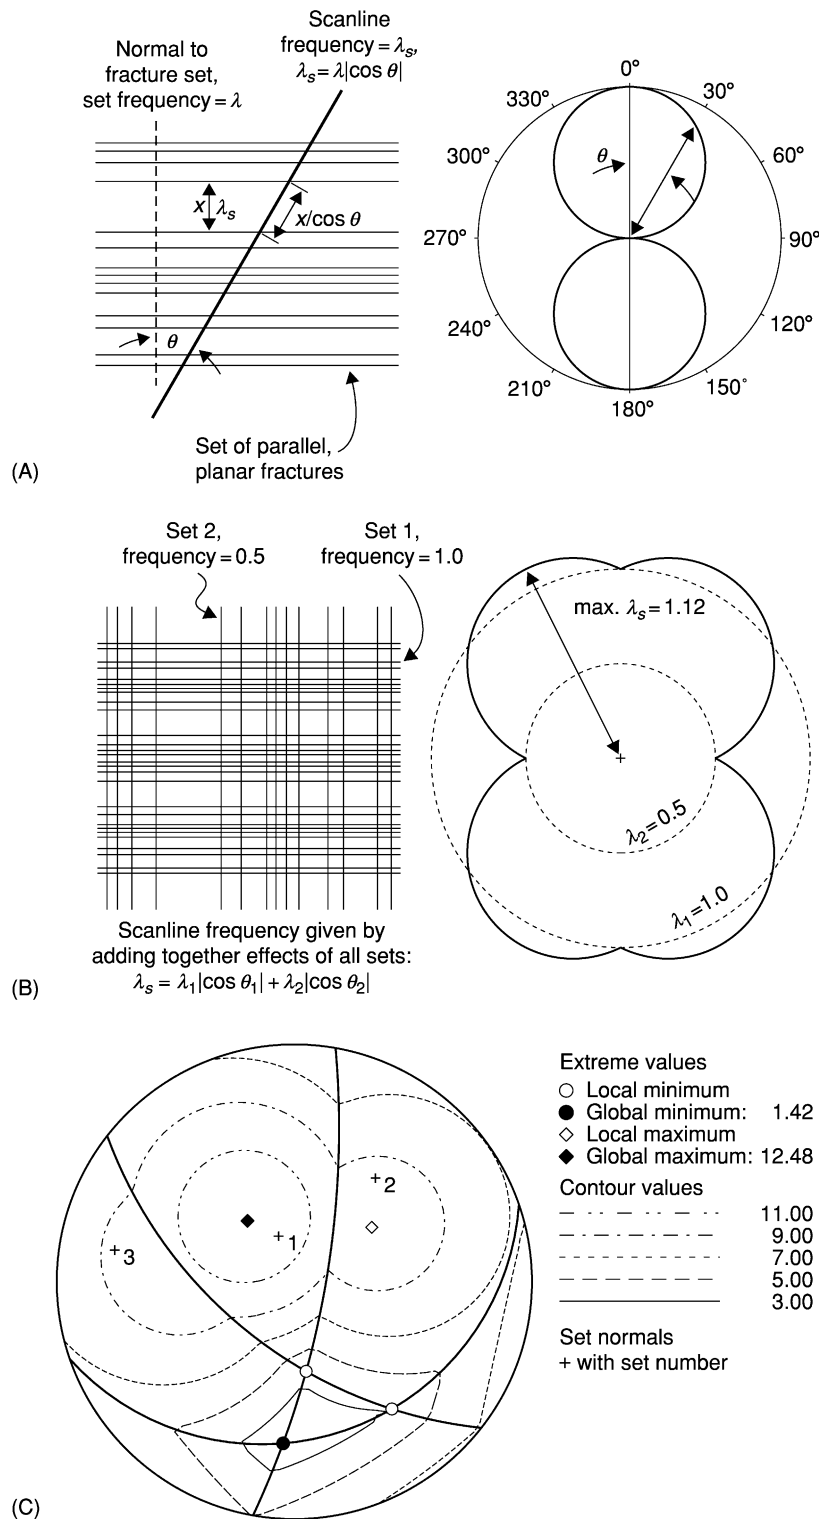 Normal to
fracture set,
set frequency = λ
Scanline
frequency = λs,
λs = λ|cos θ|
x λs
x/cos θ
θ
Set of parallel,
planar fractures
(A)
0°
30°
60°
90°
120°
150°
180°
210°
240°
270°
300°
330°
θ
Set 2,
frequency = 0.5
Set 1,
frequency = 1.0
Scanline frequency given by
adding together effects of all sets:
λs = λ1|cos θ1| + λ2|cos θ2|
(B)
max. λs = 1.12
+
λ2 = 0.5
λ1 = 1.0
+1
+2
+3
(C)
Extreme values
Local minimum
Global minimum: 1.42
Local maximum
Global maximum: 12.48
Contour values
11.00
9.00
7.00
5.00
3.00
Set normals
+ with set number